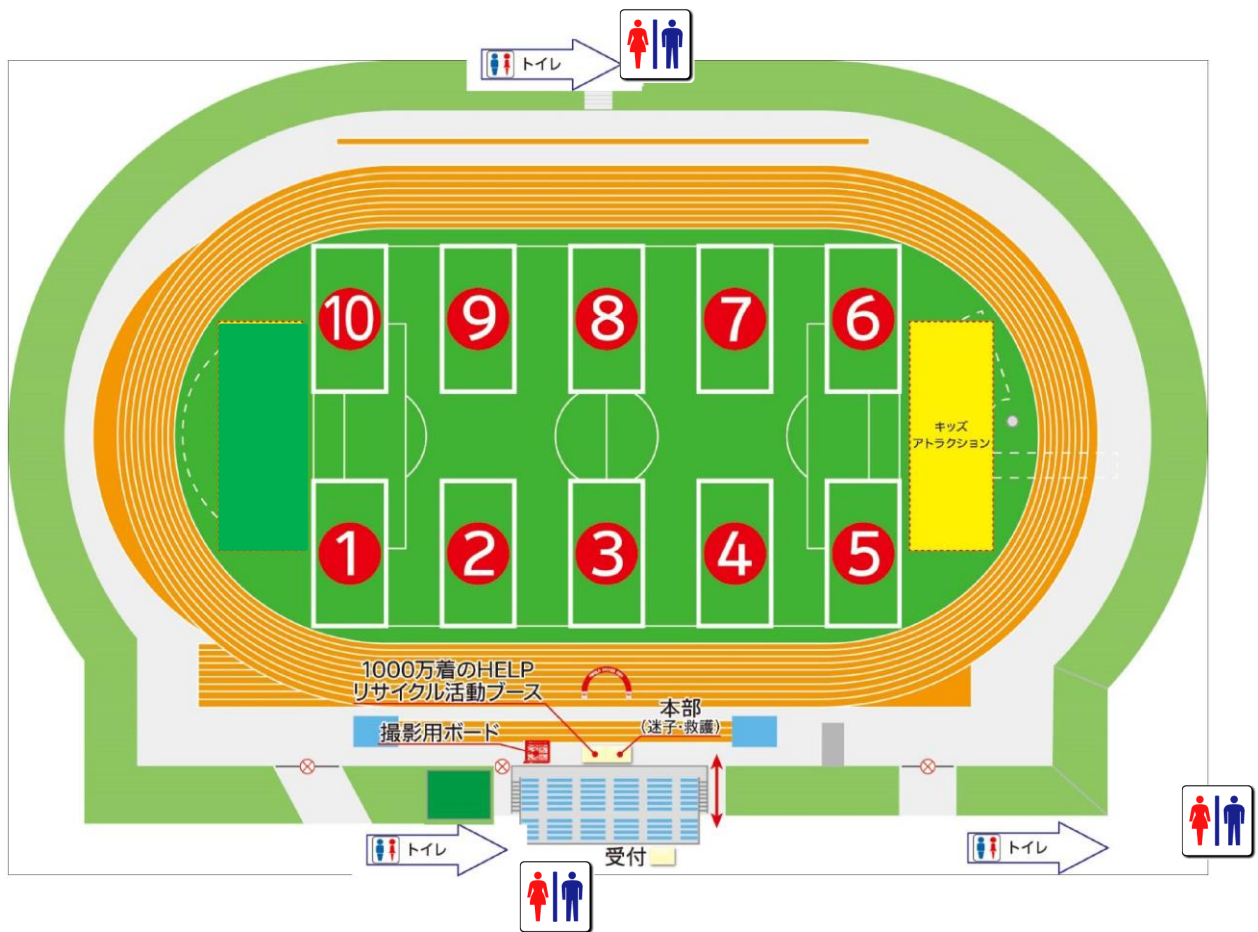 トイレ
10
9
8
7
6
キッズ
アトラクション
1
2
3
4
5
1000万着のHELP
リサイクル活動ブース
本部
(迷子・救護)
撮影用ボード
トイレ
受付
トイレ